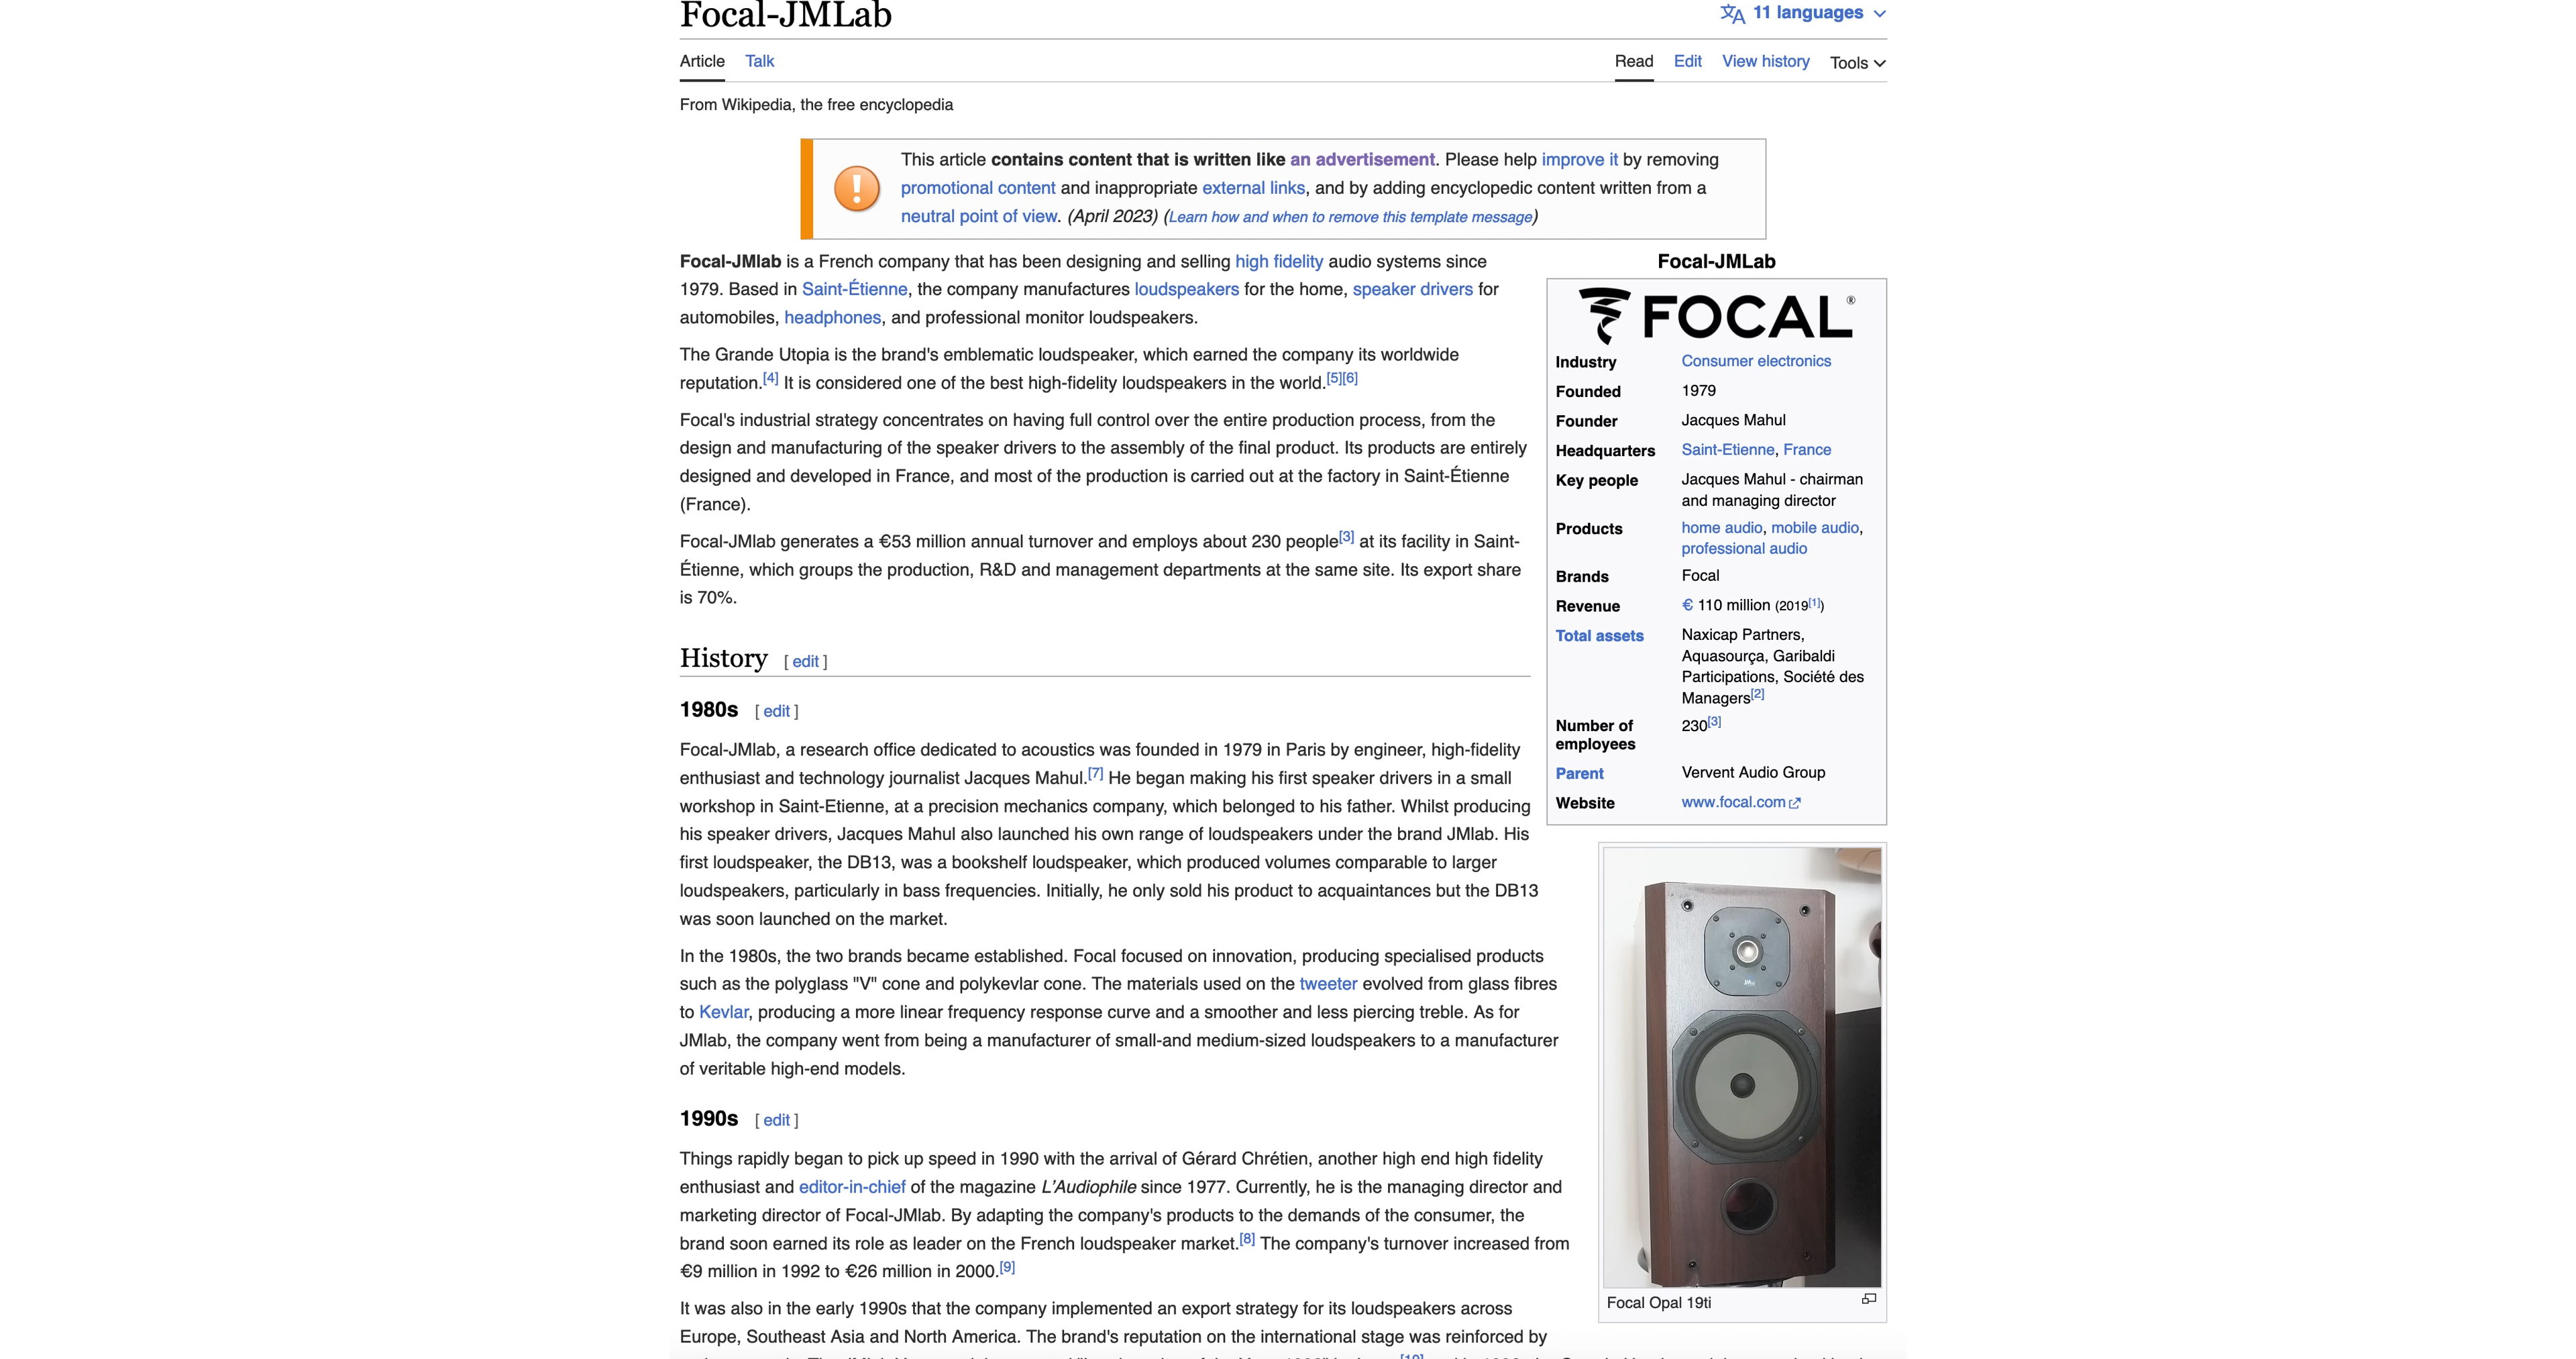 Focal-JMLab
11 languages
Article Talk
Read Edit View history Tools
From Wikipedia, the free encyclopedia
This article contains content that is written like an advertisement. Please help improve it by removing
promotional content and inappropriate external links, and by adding encyclopedic content written from a
neutral point of view. (April 2023) (Learn how and when to remove this template message)
Focal-JMlab is a French company that has been designing and selling high fidelity audio systems since
1979. Based in Saint-Étienne, the company manufactures loudspeakers for the home, speaker drivers for
automobiles, headphones, and professional monitor loudspeakers.
The Grande Utopia is the brand's emblematic loudspeaker, which earned the company its worldwide
reputation.[4] It is considered one of the best high-fidelity loudspeakers in the world.[5][6]
Focal's industrial strategy concentrates on having full control over the entire production process, from the
design and manufacturing of the speaker drivers to the assembly of the final product. Its products are entirely
designed and developed in France, and most of the production is carried out at the factory in Saint-Étienne
(France).
Focal-JMlab generates a €53 million annual turnover and employs about 230 people[3] at its facility in Saint-
Étienne, which groups the production, R&D and management departments at the same site. Its export share
is 70%.
Focal-JMLab
FOCAL®
Industry Consumer electronics
Founded 1979
Founder Jacques Mahul
Headquarters Saint-Etienne, France
Key people Jacques Mahul - chairman
and managing director
Products home audio, mobile audio,
professional audio
Brands Focal
Revenue € 110 million (2019[1])
Total assets Naxicap Partners,
Aquasourça, Garibaldi
Participations, Société des
Managers[2]
Number of 230[3]
employees
Parent Vervent Audio Group
Website www.focal.com
History [ edit ]
1980s [ edit ]
Focal-JMlab, a research office dedicated to acoustics was founded in 1979 in Paris by engineer, high-fidelity
enthusiast and technology journalist Jacques Mahul.[7] He began making his first speaker drivers in a small
workshop in Saint-Etienne, at a precision mechanics company, which belonged to his father. Whilst producing
his speaker drivers, Jacques Mahul also launched his own range of loudspeakers under the brand JMlab. His
first loudspeaker, the DB13, was a bookshelf loudspeaker, which produced volumes comparable to larger
loudspeakers, particularly in bass frequencies. Initially, he only sold his product to acquaintances but the DB13
was soon launched on the market.
In the 1980s, the two brands became established. Focal focused on innovation, producing specialised products
such as the polyglass "V" cone and polykevlar cone. The materials used on the tweeter evolved from glass fibres
to Kevlar, producing a more linear frequency response curve and a smoother and less piercing treble. As for
JMlab, the company went from being a manufacturer of small-and medium-sized loudspeakers to a manufacturer
of veritable high-end models.
1990s [ edit ]
Things rapidly began to pick up speed in 1990 with the arrival of Gérard Chrétien, another high end high fidelity
enthusiast and editor-in-chief of the magazine L'Audiophile since 1977. Currently, he is the managing director and
marketing director of Focal-JMlab. By adapting the company's products to the demands of the consumer, the
brand soon earned its role as leader on the French loudspeaker market.[8] The company's turnover increased from
€9 million in 1992 to €26 million in 2000.[9]
It was also in the early 1990s that the company implemented an export strategy for its loudspeakers across
Europe, Southeast Asia and North America. The brand's reputation on the international stage was reinforced by
Focal Opal 19ti